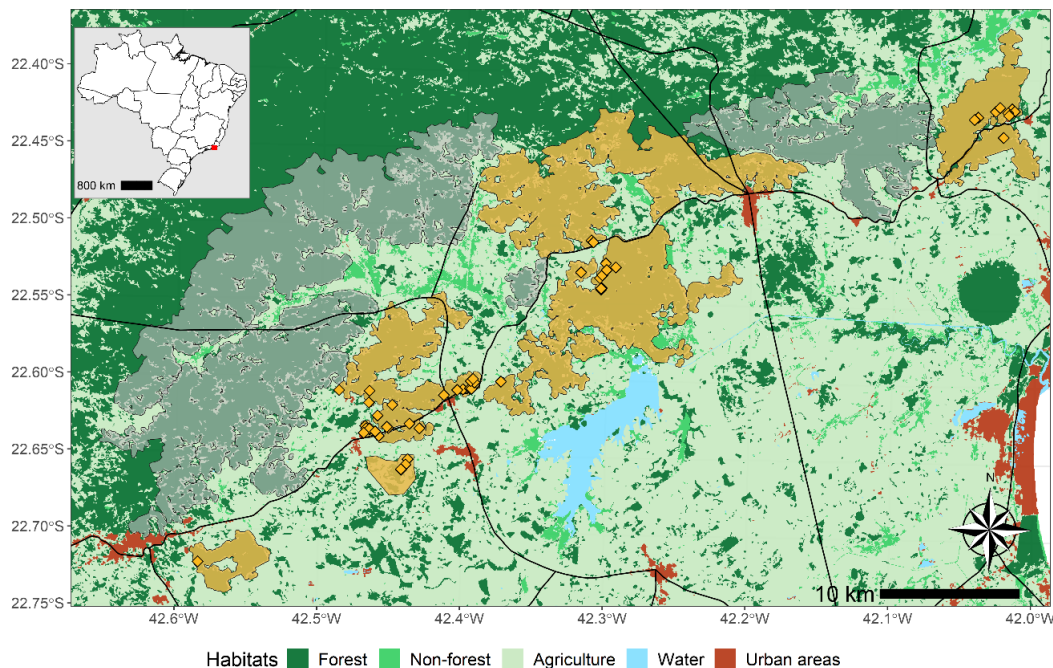 22.40°S
22.45°S
22.50°S
22.55°S
22.60°S
22.65°S
22.70°S
22.75°S
800 km
N
10 km
42.6°W
42.5°W
42.4°W
42.3°W
42.2°W
42.1°W
42.0°W
Habitats Forest Non-forest Agriculture Water Urban areas